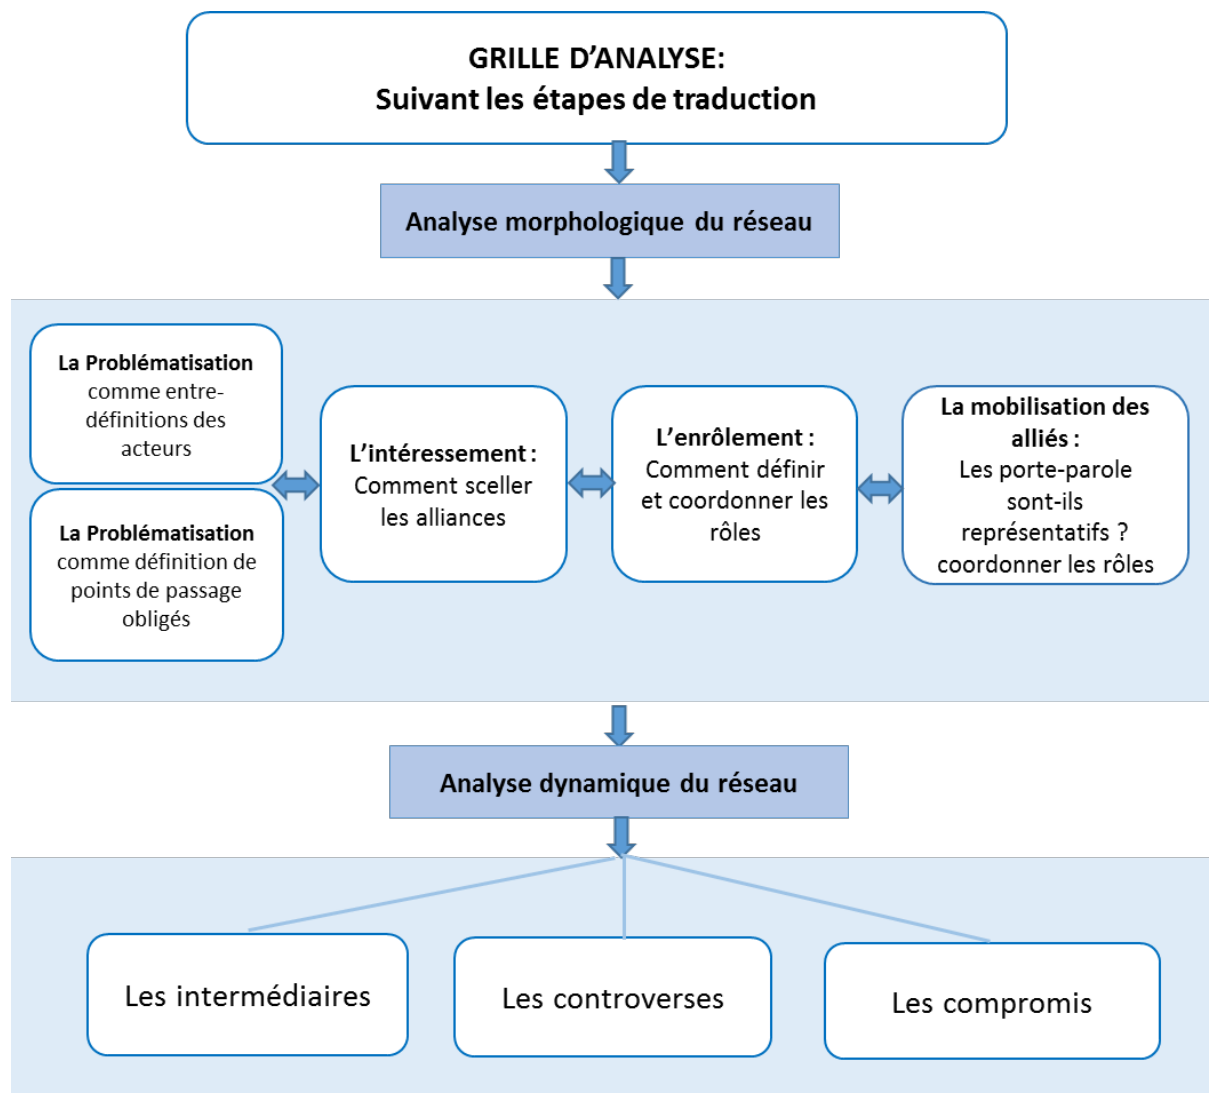 GRILLE D’ANALYSE:
Suivant les étapes de traduction
Analyse morphologique du réseau
La Problématisation
comme entre-
définitions des
acteurs
La Problématisation
comme définition de
points de passage
obligés
L’intéressement :
Comment sceller
les alliances
L’enrôlement :
Comment définir
et coordonner les
rôles
La mobilisation des
alliés :
Les porte-parole
sont-ils
représentatifs ?
coordonner les rôles
Analyse dynamique du réseau
Les intermédiaires
Les controverses
Les compromis